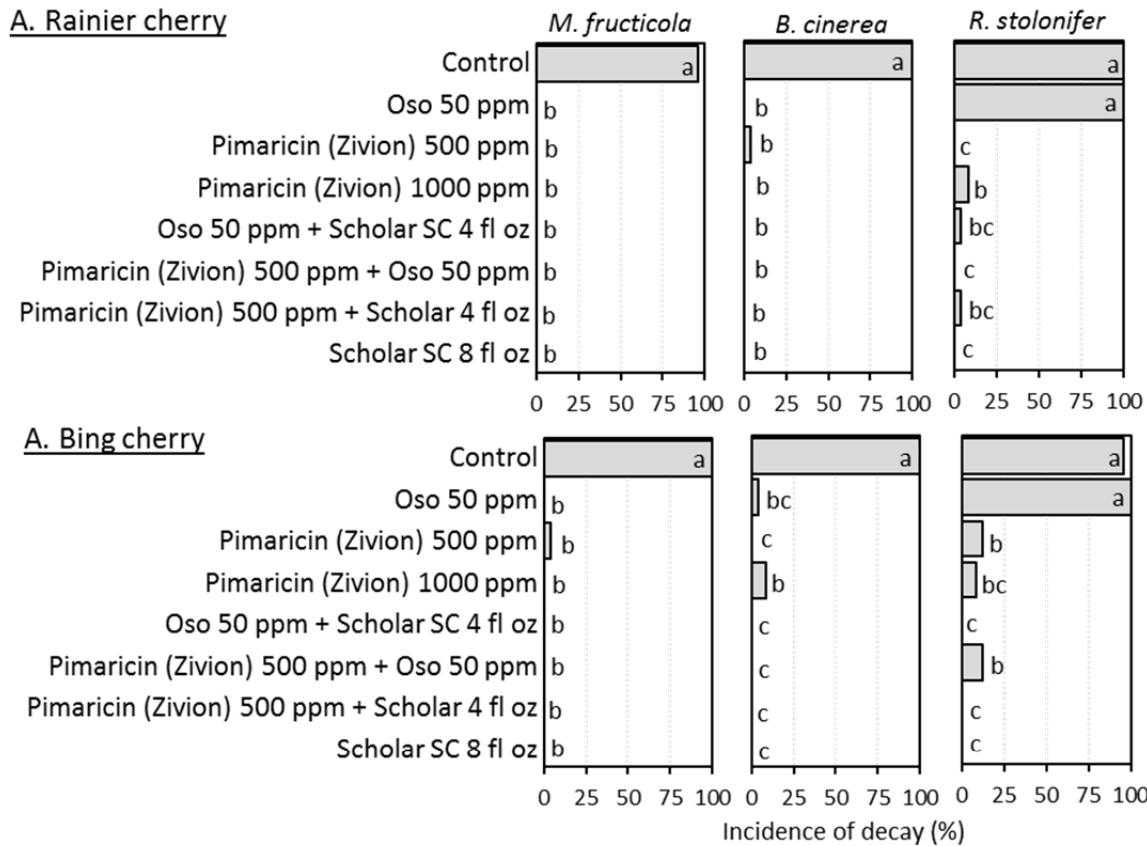 A. Rainier cherry
M. fructicola B. cinerea R. stolonifer
Control a a a
Oso 50 ppm b b a
Pimaricin (Zivion) 500 ppm b b c
Pimaricin (Zivion) 1000 ppm b b b
Oso 50 ppm + Scholar SC 4 fl oz b b bc
Pimaricin (Zivion) 500 ppm + Oso 50 ppm b b c
Pimaricin (Zivion) 500 ppm + Scholar 4 fl oz b b bc
Scholar SC 8 fl oz b b c
0 25 50 75 100 0 25 50 75 100 0 25 50 75 100
A. Bing cherry
Control a a a
Oso 50 ppm b bc a
Pimaricin (Zivion) 500 ppm b c b
Pimaricin (Zivion) 1000 ppm b b bc
Oso 50 ppm + Scholar SC 4 fl oz b c c
Pimaricin (Zivion) 500 ppm + Oso 50 ppm b c b
Pimaricin (Zivion) 500 ppm + Scholar 4 fl oz b c c
Scholar SC 8 fl oz b c c
0 25 50 75 100 0 25 50 75 100 0 25 50 75 100
Incidence of decay (%)